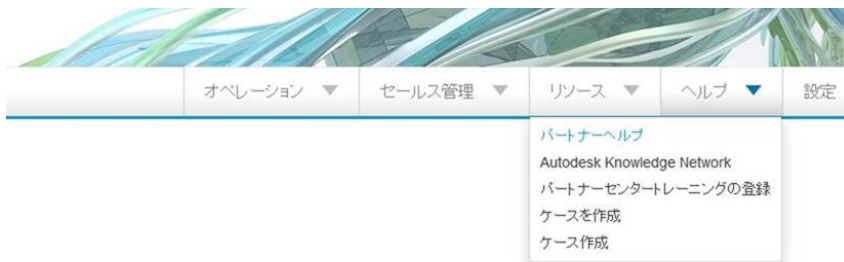 オペレーション ▼ セールス管理 ▼ リソース ▼ ヘルプ ▼ 設定
パートナーヘルプ
Autodesk Knowledge Network
パートナーセンタートレーニングの登録
ケースを作成
ケース作成